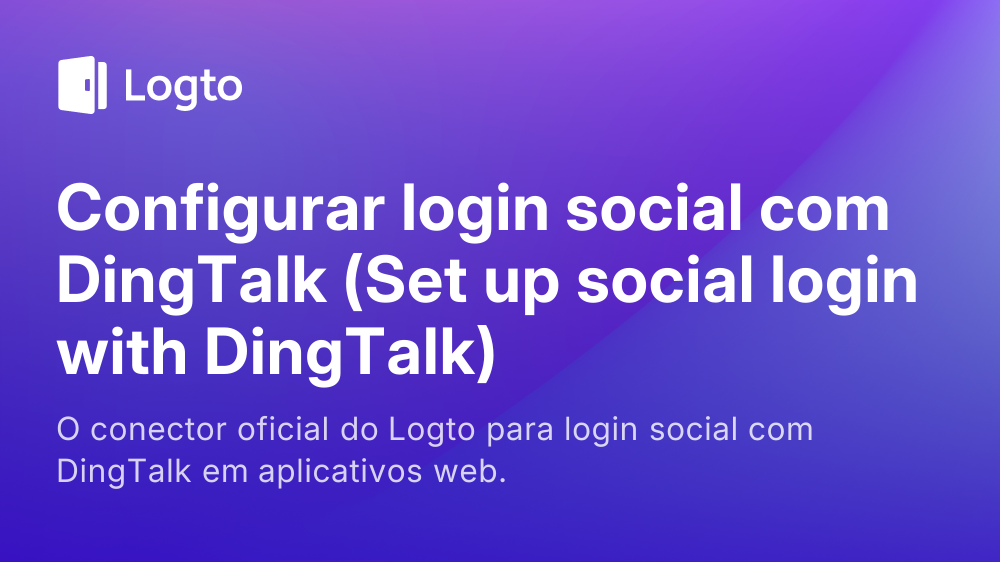 Logto
Configurar login social com
DingTalk (Set up social login
with DingTalk)
O conector oficial do Logto para login social com
DingTalk em aplicativos web.